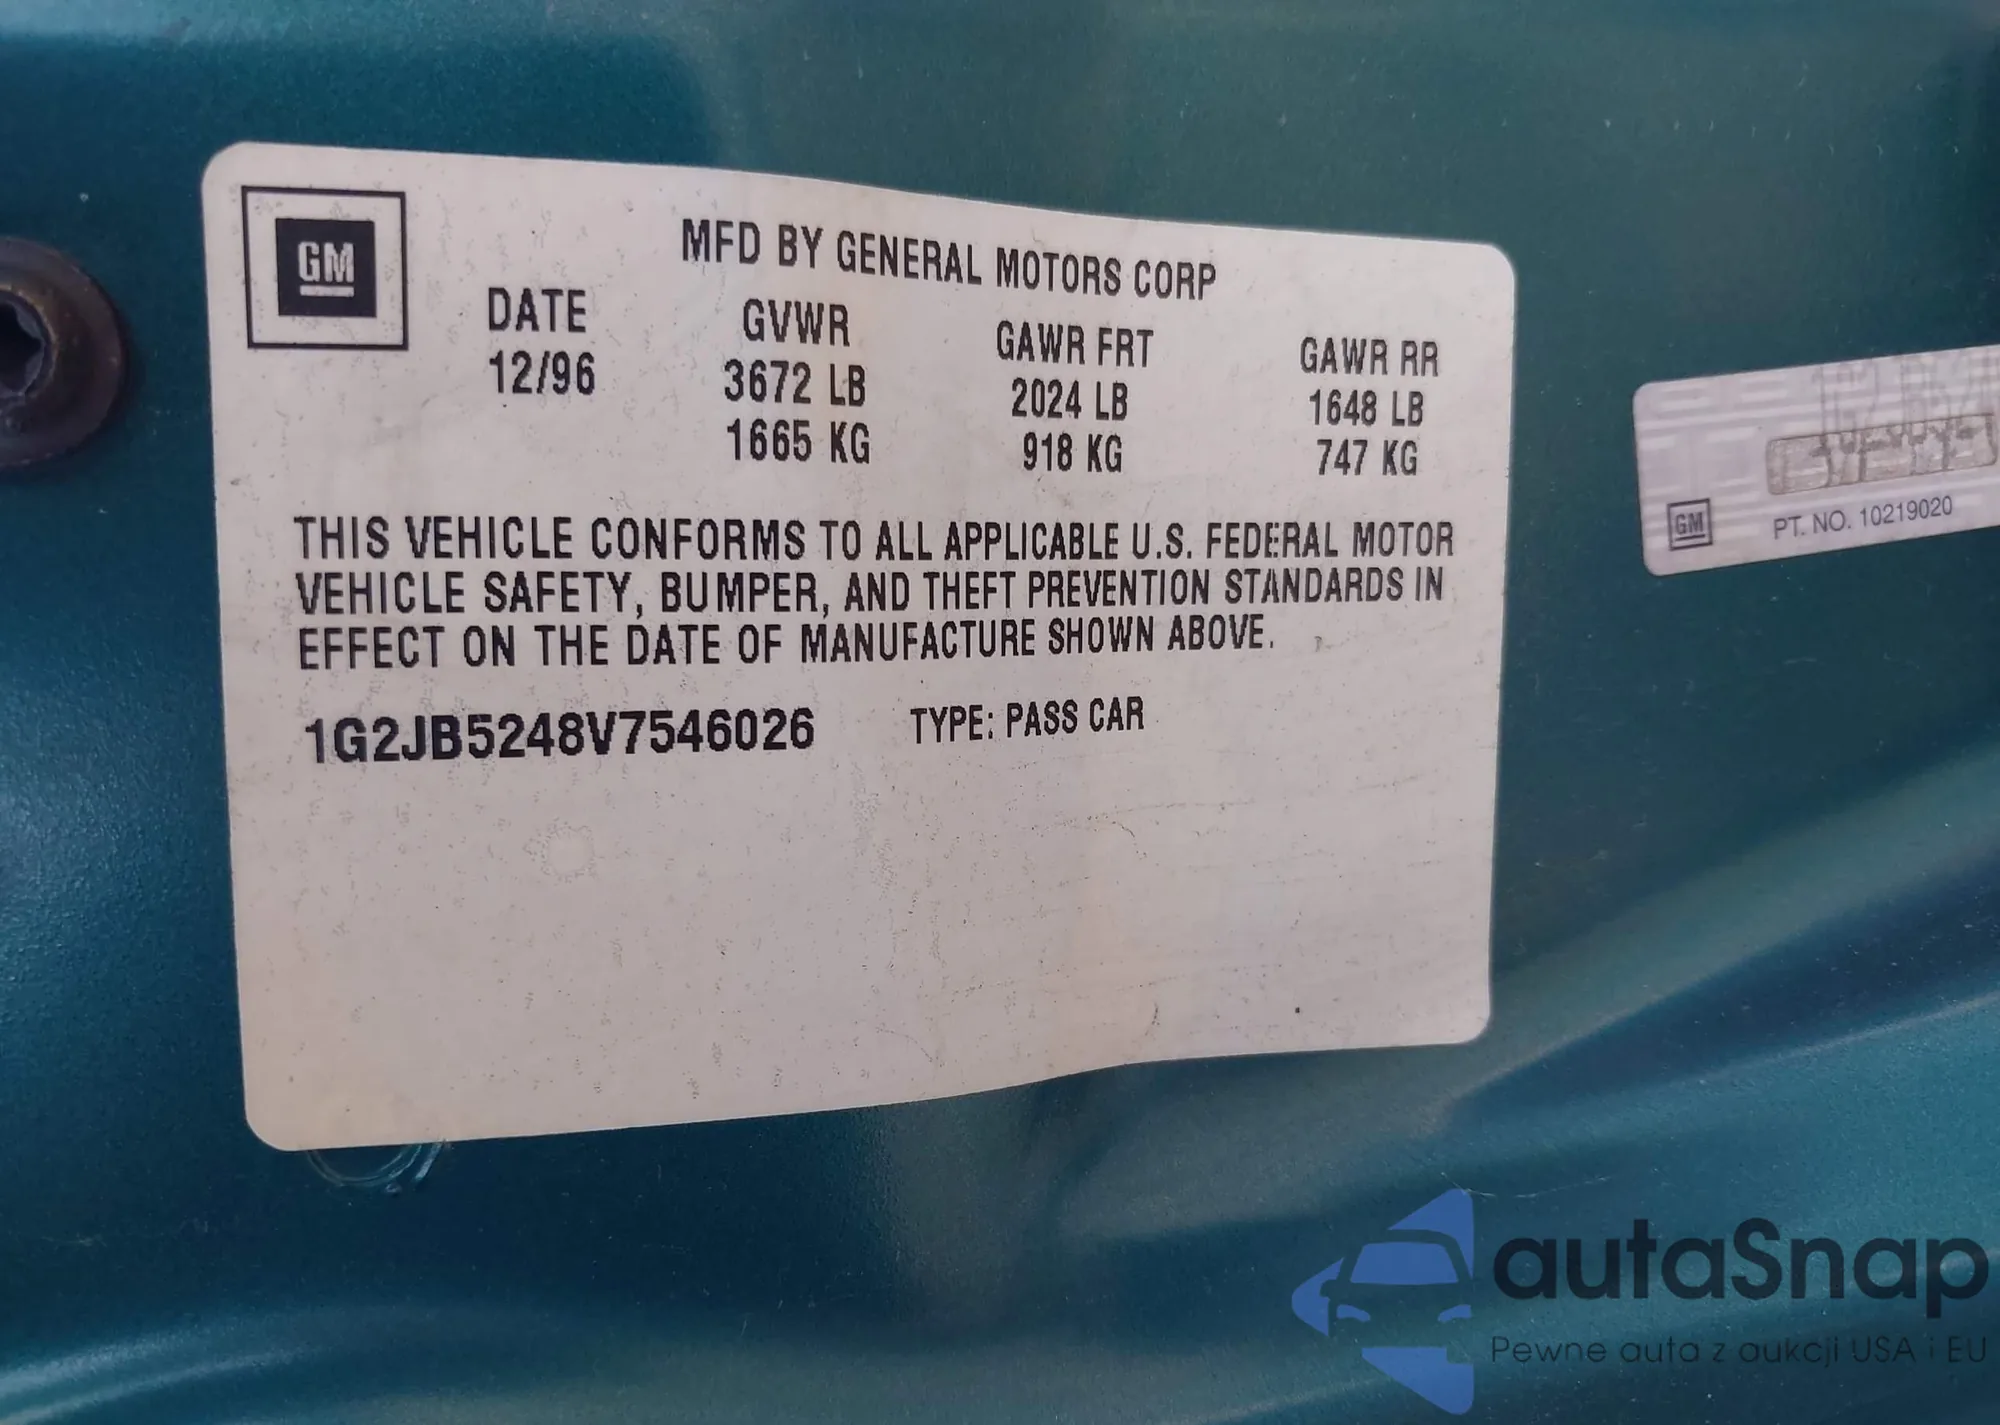 GM
MFD BY GENERAL MOTORS CORP
DATE GVWR GAWR FRT GAWR RR
12/96 3672 LB 2024 LB 1648 LB
1665 KG 918 KG 747 KG
THIS VEHICLE CONFORMS TO ALL APPLICABLE U.S. FEDERAL MOTOR
VEHICLE SAFETY, BUMPER, AND THEFT PREVENTION STANDARDS IN
EFFECT ON THE DATE OF MANUFACTURE SHOWN ABOVE.
1G2JB5248V7546026 TYPE: PASS CAR
GM PT. NO. 10219020
autaSnap
Pewne auta z aukcji USA i EU